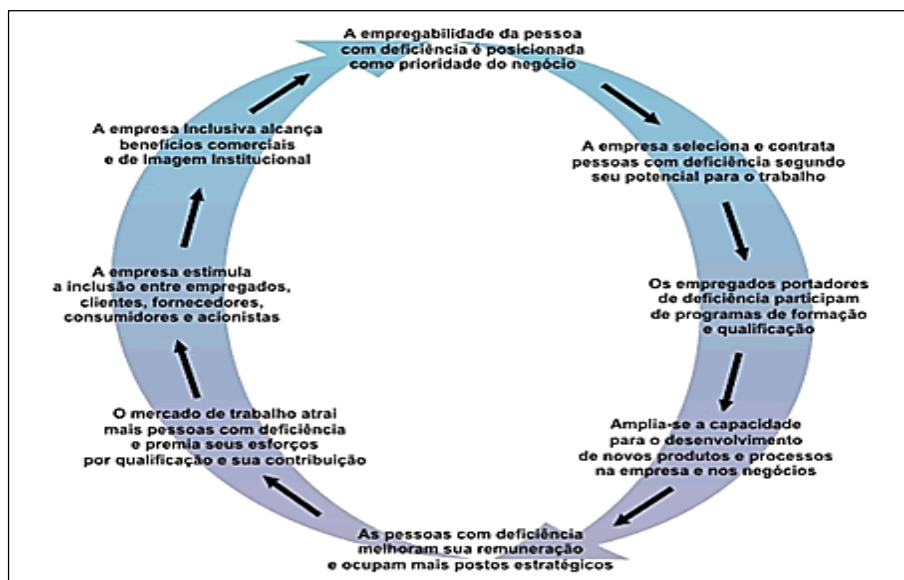 A empregabilidade da pessoa
com deficiência é posicionada
como prioridade do negócio
A empresa seleciona e contrata
pessoas com deficiência segundo
seu potencial para o trabalho
Os empregados portadores
de deficiência participam
de programas de formação
e qualificação
Amplia-se a capacidade
para o desenvolvimento
de novos produtos e processos
na empresa e nos negócios
As pessoas com deficiência
melhoram sua remuneração
e ocupam mais postos estratégicos
O mercado de trabalho atrai
mais pessoas com deficiência
e premia seus esforços
por qualificação e sua contribuição
A empresa estimula
a inclusão entre empregados,
clientes, fornecedores,
consumidores e acionistas
A empresa Inclusiva alcança
benefícios comerciais
e de Imagem Institucional